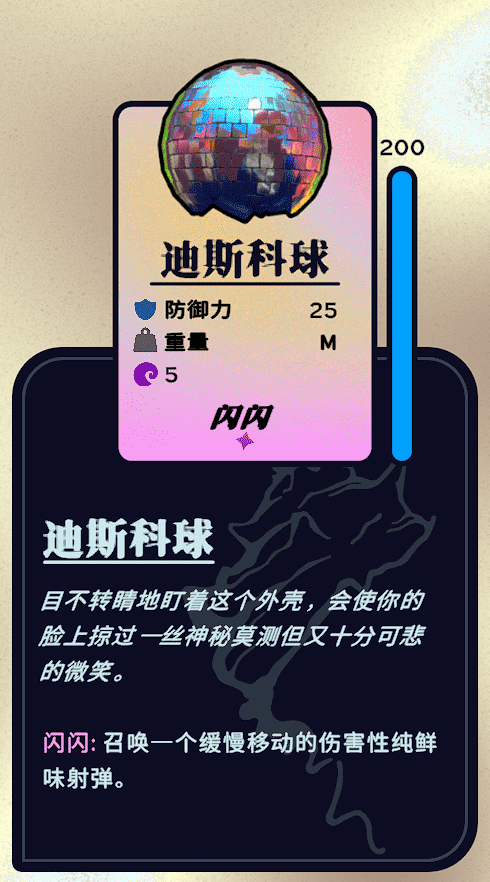 200
迪斯科球
防御力 25
重量 M
5
闪闪
迪斯科球
目不转睛地盯着这个外壳，会使你的
脸上掠过一丝神秘莫测但又十分可悲
的微笑。
闪闪: 召唤一个缓慢移动的伤害性纯鲜
味射弹。